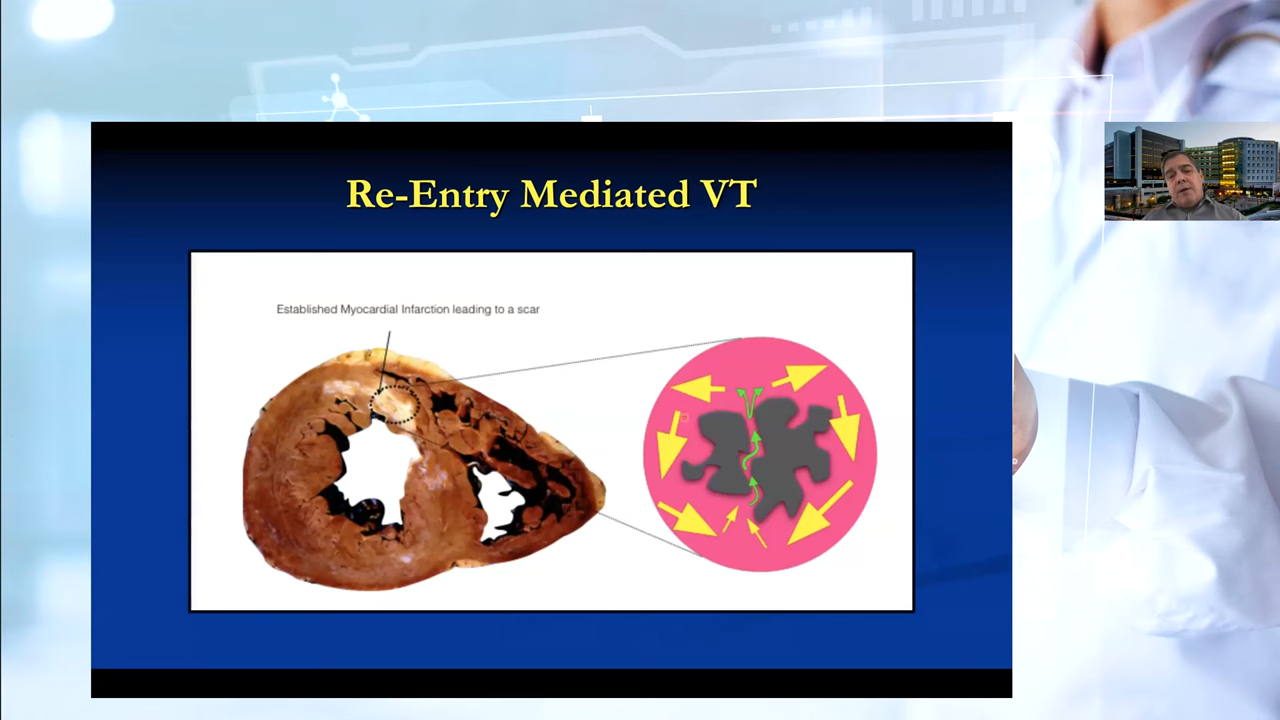 Re-Entry Mediated VT
Established Myocardial Infarction leading to a scar